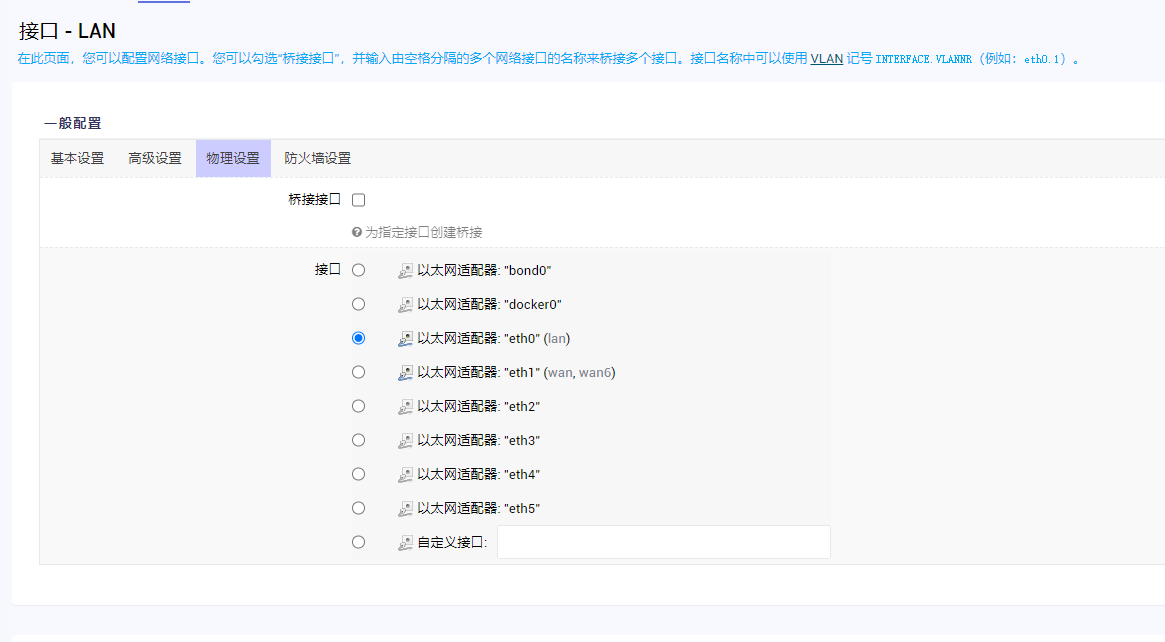 接口 - LAN
在此页面，您可以配置网络接口。您可以勾选“桥接接口”，并输入由空格分隔的多个网络接口的名称来桥接多个接口。接口名称中可以使用 VLAN 记号 INTERFACE.VLANNR（例如：eth0.1）。
一般配置
基本设置 高级设置 物理设置 防火墙设置
桥接接口
为指定接口创建桥接
接口 以太网适配器: "bond0"
以太网适配器: "docker0"
以太网适配器: "eth0" (lan)
以太网适配器: "eth1" (wan, wan6)
以太网适配器: "eth2"
以太网适配器: "eth3"
以太网适配器: "eth4"
以太网适配器: "eth5"
自定义接口: